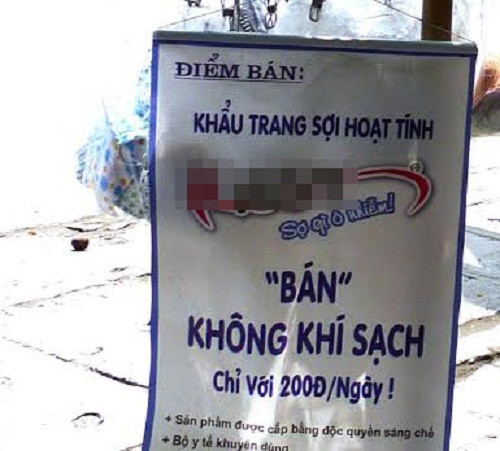 ĐIỂM BÁN:
KHẨU TRANG SỢI HOẠT TÍNH
Sợ gì ô nhiễm!
"BÁN"
KHÔNG KHÍ SẠCH
Chỉ Với 200Đ/Ngày !
+ Sản phẩm được cấp bằng độc quyền sáng chế
+ Bộ y tế khuyên dùng